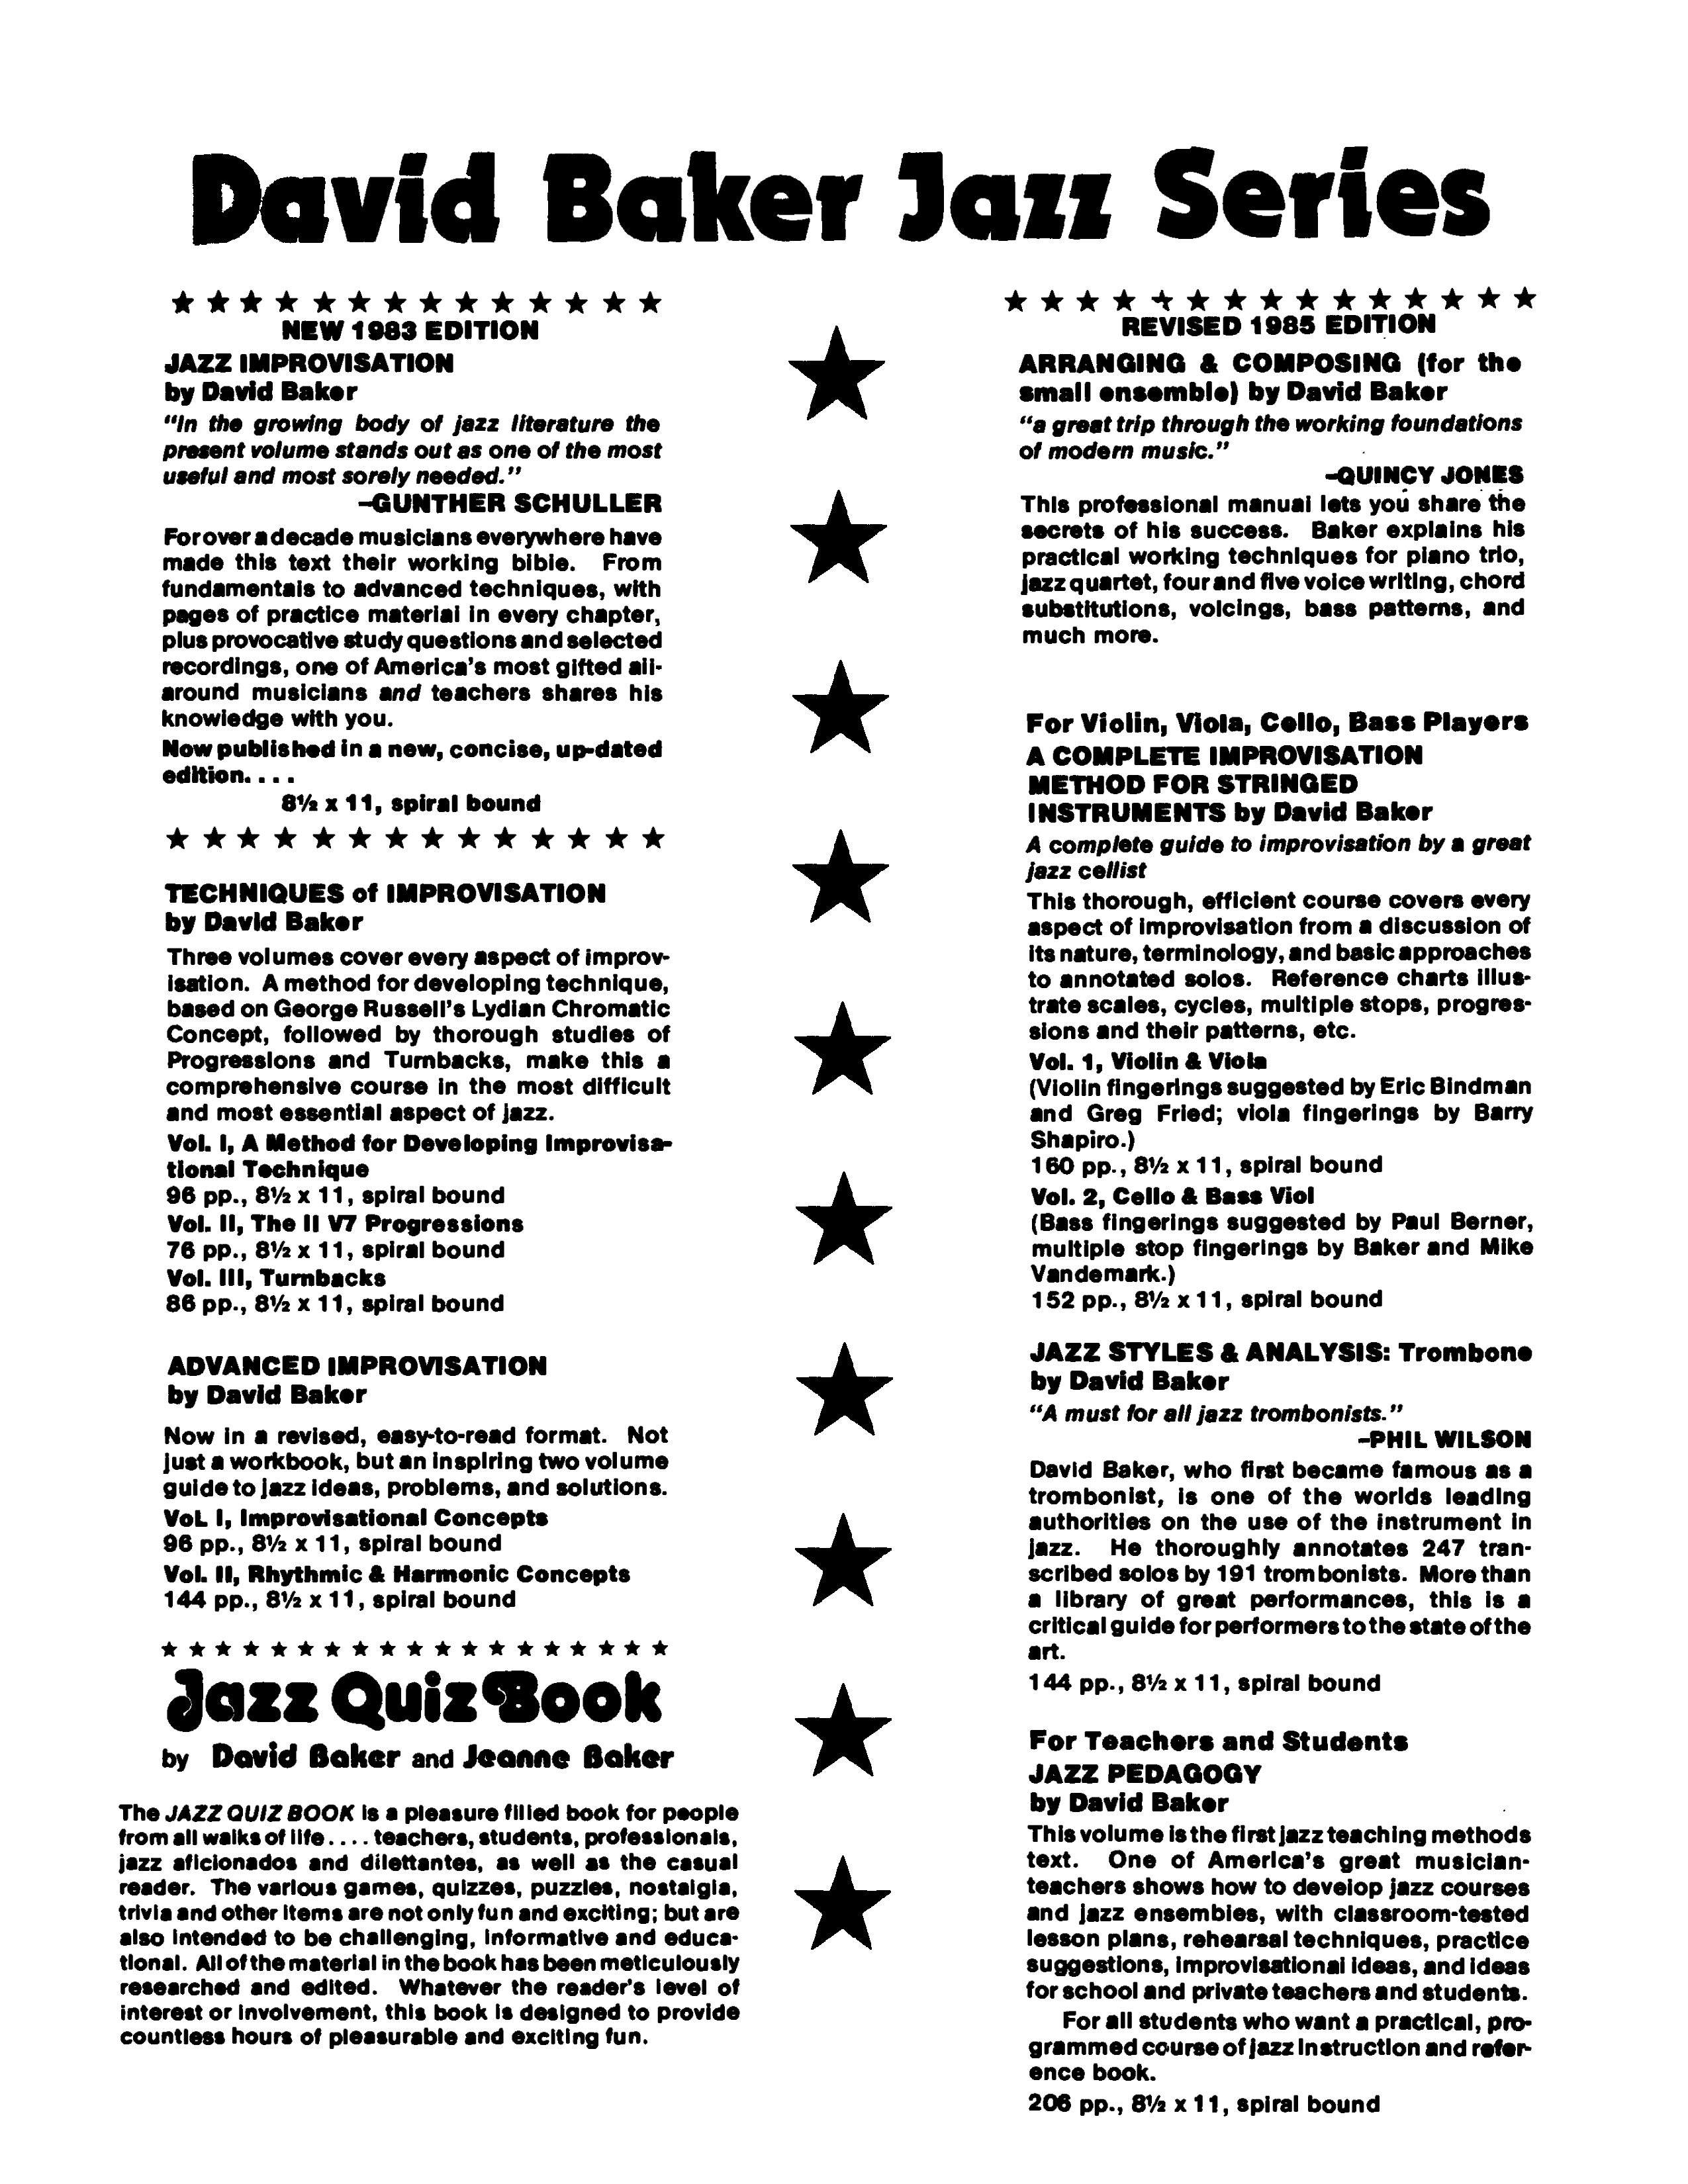 David Baker Jazz Series
NEW 1983 EDITION
JAZZ IMPROVISATION
by David Baker
"In the growing body of jazz literature the
present volume stands out as one of the most
useful and most sorely needed."
–GUNTHER SCHULLER
For over a decade musicians everywhere have
made this text their working bible. From
fundamentals to advanced techniques, with
pages of practice material in every chapter,
plus provocative study questions and selected
recordings, one of America's most gifted all-
around musicians and teachers shares his
knowledge with you.
Now published in a new, concise, up-dated
edition. . . .
8½ x 11, spiral bound
TECHNIQUES of IMPROVISATION
by David Baker
Three volumes cover every aspect of improv-
isation. A method for developing technique,
based on George Russell's Lydian Chromatic
Concept, followed by thorough studies of
Progressions and Turnbacks, make this a
comprehensive course in the most difficult
and most essential aspect of jazz.
Vol. I, A Method for Developing Improvisa-
tional Technique
96 pp., 8½ x 11, spiral bound
Vol. II, The II V7 Progressions
76 pp., 8½ x 11, spiral bound
Vol. III, Turnbacks
86 pp., 8½ x 11, spiral bound
ADVANCED IMPROVISATION
by David Baker
Now in a revised, easy-to-read format. Not
just a workbook, but an inspiring two volume
guide to jazz ideas, problems, and solutions.
Vol. I, Improvisational Concepts
96 pp., 8½ x 11, spiral bound
Vol. II, Rhythmic & Harmonic Concepts
144 pp., 8½ x 11, spiral bound
Jazz Quiz Book
by David Baker and Jeanne Baker
The JAZZ QUIZ BOOK is a pleasure filled book for people
from all walks of life . . . . teachers, students, professionals,
jazz aficionados and dilettantes, as well as the casual
reader. The various games, quizzes, puzzles, nostalgia,
trivia and other items are not only fun and exciting; but are
also intended to be challenging, informative and educa-
tional. All of the material in the book has been meticulously
researched and edited. Whatever the reader's level of
interest or involvement, this book is designed to provide
countless hours of pleasurable and exciting fun.
REVISED 1985 EDITION
ARRANGING & COMPOSING (for the
small ensemble) by David Baker
"a great trip through the working foundations
of modern music."
–QUINCY JONES
This professional manual lets you share the
secrets of his success. Baker explains his
practical working techniques for piano trio,
jazz quartet, four and five voice writing, chord
substitutions, voicings, bass patterns, and
much more.
For Violin, Viola, Cello, Bass Players
A COMPLETE IMPROVISATION
METHOD FOR STRINGED
INSTRUMENTS by David Baker
A complete guide to improvisation by a great
jazz cellist
This thorough, efficient course covers every
aspect of improvisation from a discussion of
its nature, terminology, and basic approaches
to annotated solos. Reference charts illus-
trate scales, cycles, multiple stops, progres-
sions and their patterns, etc.
Vol. 1, Violin & Viola
(Violin fingerings suggested by Eric Bindman
and Greg Fried; viola fingerings by Barry
Shapiro.)
160 pp., 8½ x 11, spiral bound
Vol. 2, Cello & Bass Viol
(Bass fingerings suggested by Paul Berner,
multiple stop fingerings by Baker and Mike
Vandemark.)
152 pp., 8½ x 11, spiral bound
JAZZ STYLES & ANALYSIS: Trombone
by David Baker
"A must for all jazz trombonists."
–PHIL WILSON
David Baker, who first became famous as a
trombonist, is one of the worlds leading
authorities on the use of the instrument in
jazz. He thoroughly annotates 247 tran-
scribed solos by 191 trombonists. More than
a library of great performances, this is a
critical guide for performers to the state of the
art.
144 pp., 8½ x 11, spiral bound
For Teachers and Students
JAZZ PEDAGOGY
by David Baker
This volume is the first jazz teaching methods
text. One of America's great musician-
teachers shows how to develop jazz courses
and jazz ensembles, with classroom-tested
lesson plans, rehearsal techniques, practice
suggestions, improvisational ideas, and ideas
for school and private teachers and students.
For all students who want a practical, pro-
grammed course of jazz instruction and refer-
ence book.
206 pp., 8½ x 11, spiral bound